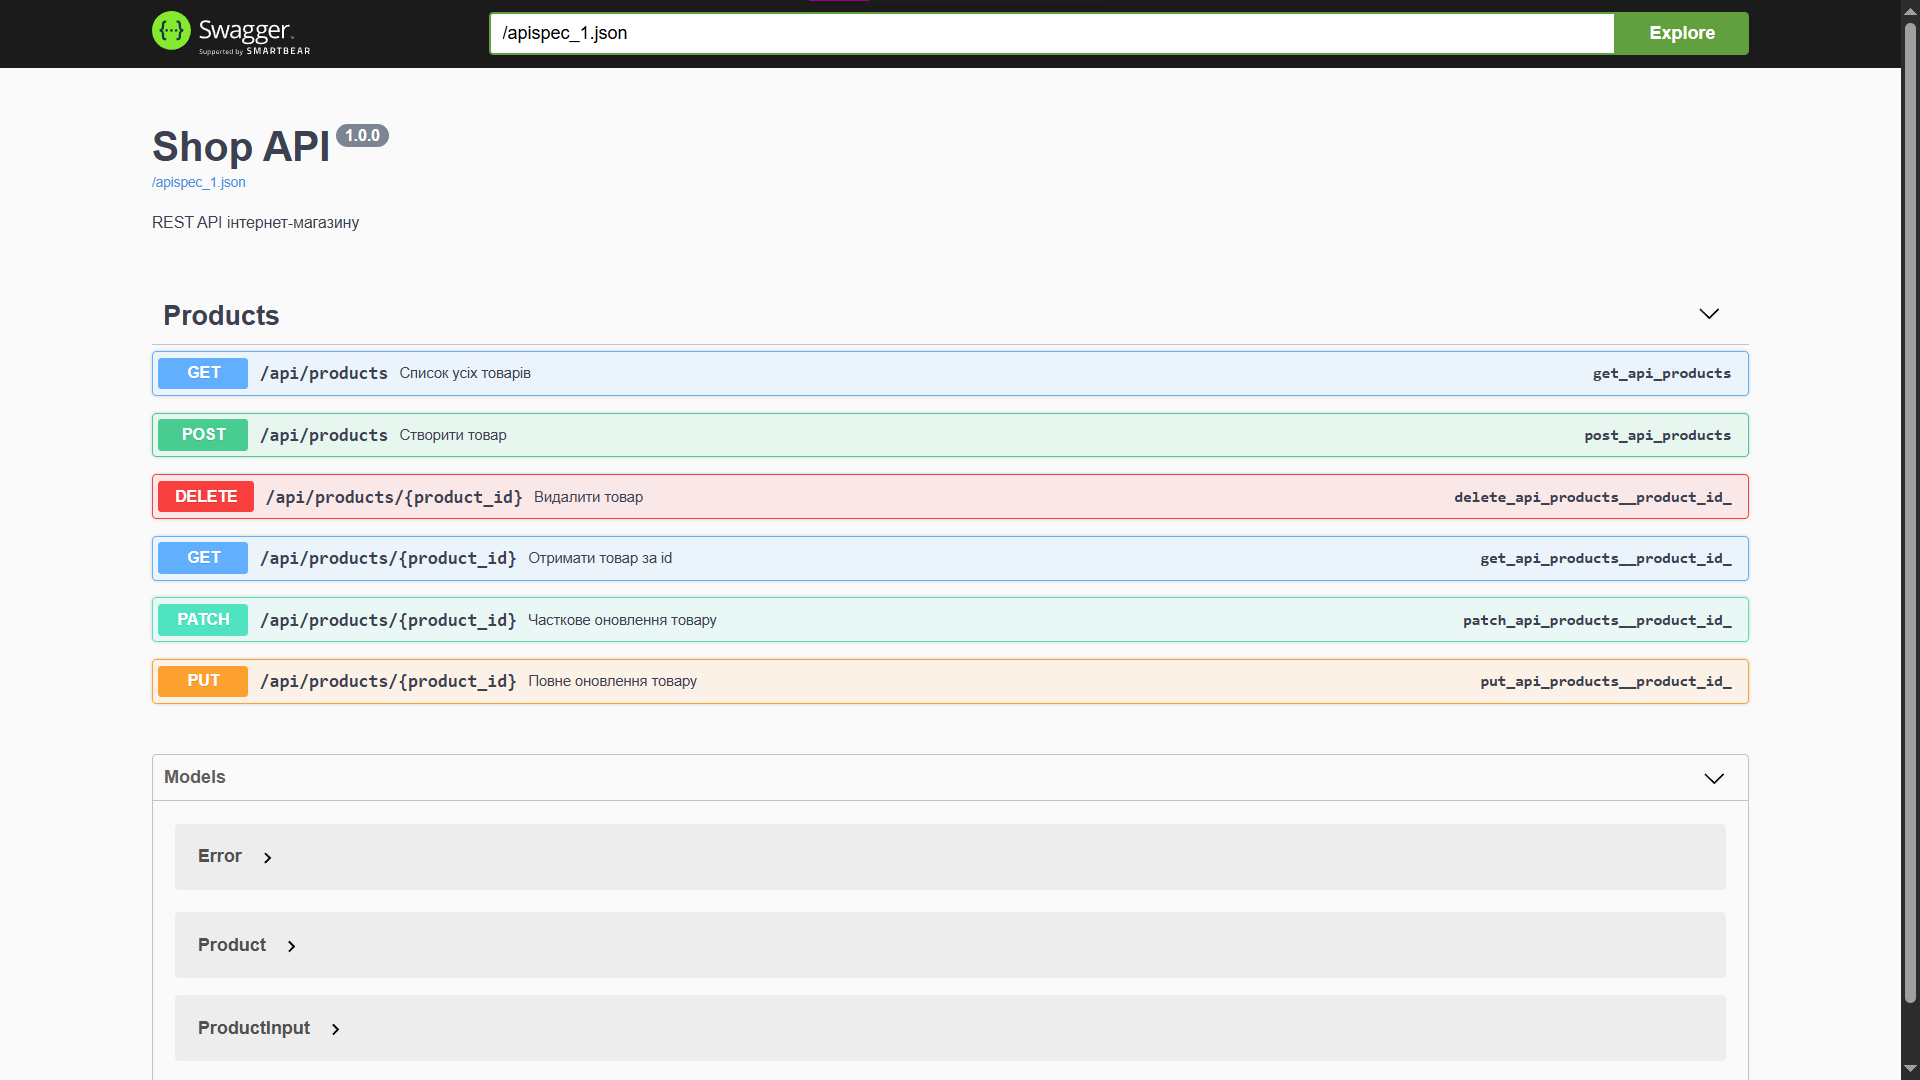 Swagger
Supported by SMARTBEAR
/apispec_1.json
Explore
Shop API 1.0.0
/apispec_1.json
REST API інтернет-магазину
Products
GET /api/products Список усіх товарів get_api_products
POST /api/products Створити товар post_api_products
DELETE /api/products/{product_id} Видалити товар delete_api_products__product_id_
GET /api/products/{product_id} Отримати товар за id get_api_products__product_id_
PATCH /api/products/{product_id} Часткове оновлення товару patch_api_products__product_id_
PUT /api/products/{product_id} Повне оновлення товару put_api_products__product_id_
Models
Error
Product
ProductInput